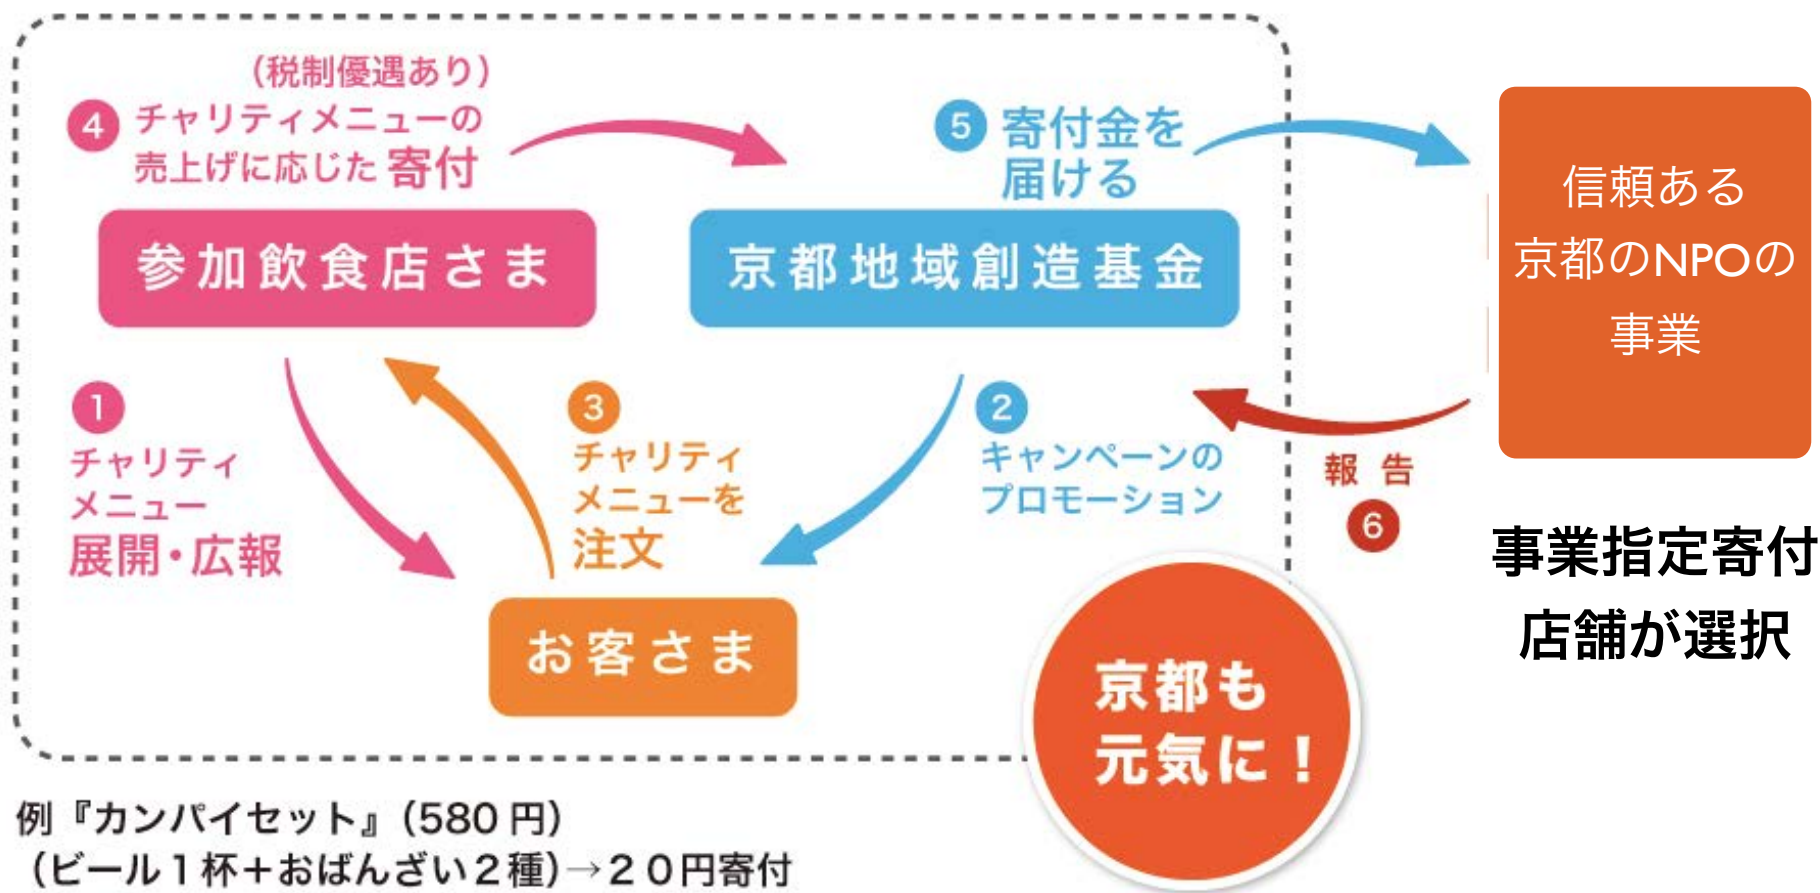 （税制優遇あり）
4 チャリティメニューの
売上げに応じた 寄付
参加飲食店さま
5 寄付金を
届ける
京都地域創造基金
信頼ある
京都のNPOの
事業
1
チャリティ
メニュー
展開・広報
3
チャリティ
メニューを
注文
2
キャンペーンの
プロモーション
報 告
6
お客さま
事業指定寄付
店舗が選択
京都も
元気に！
例『カンパイセット』（580 円）
（ビール１杯＋おばんざい２種）→２０円寄付